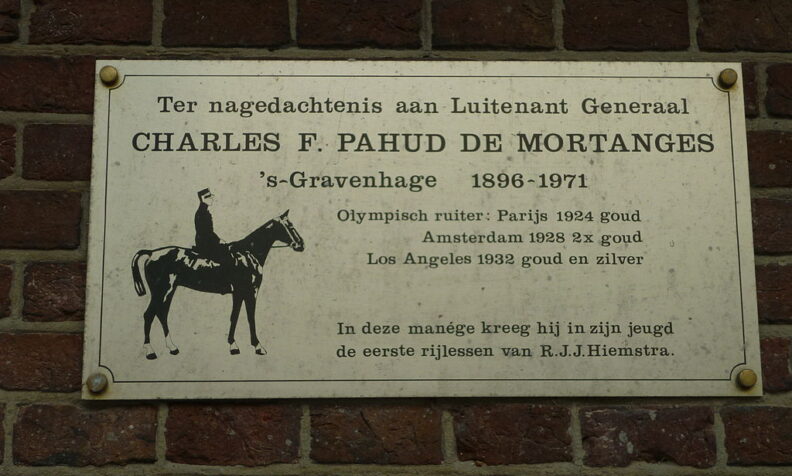 Ter nagedachtenis aan Luitenant Generaal
CHARLES F. PAHUD DE MORTANGES
's-Gravenhage 1896-1971
Olympisch ruiter: Parijs 1924 goud
Amsterdam 1928 2x goud
Los Angeles 1932 goud en zilver
In deze manége kreeg hij in zijn jeugd
de eerste rijlessen van R.J.J.Hiemstra.